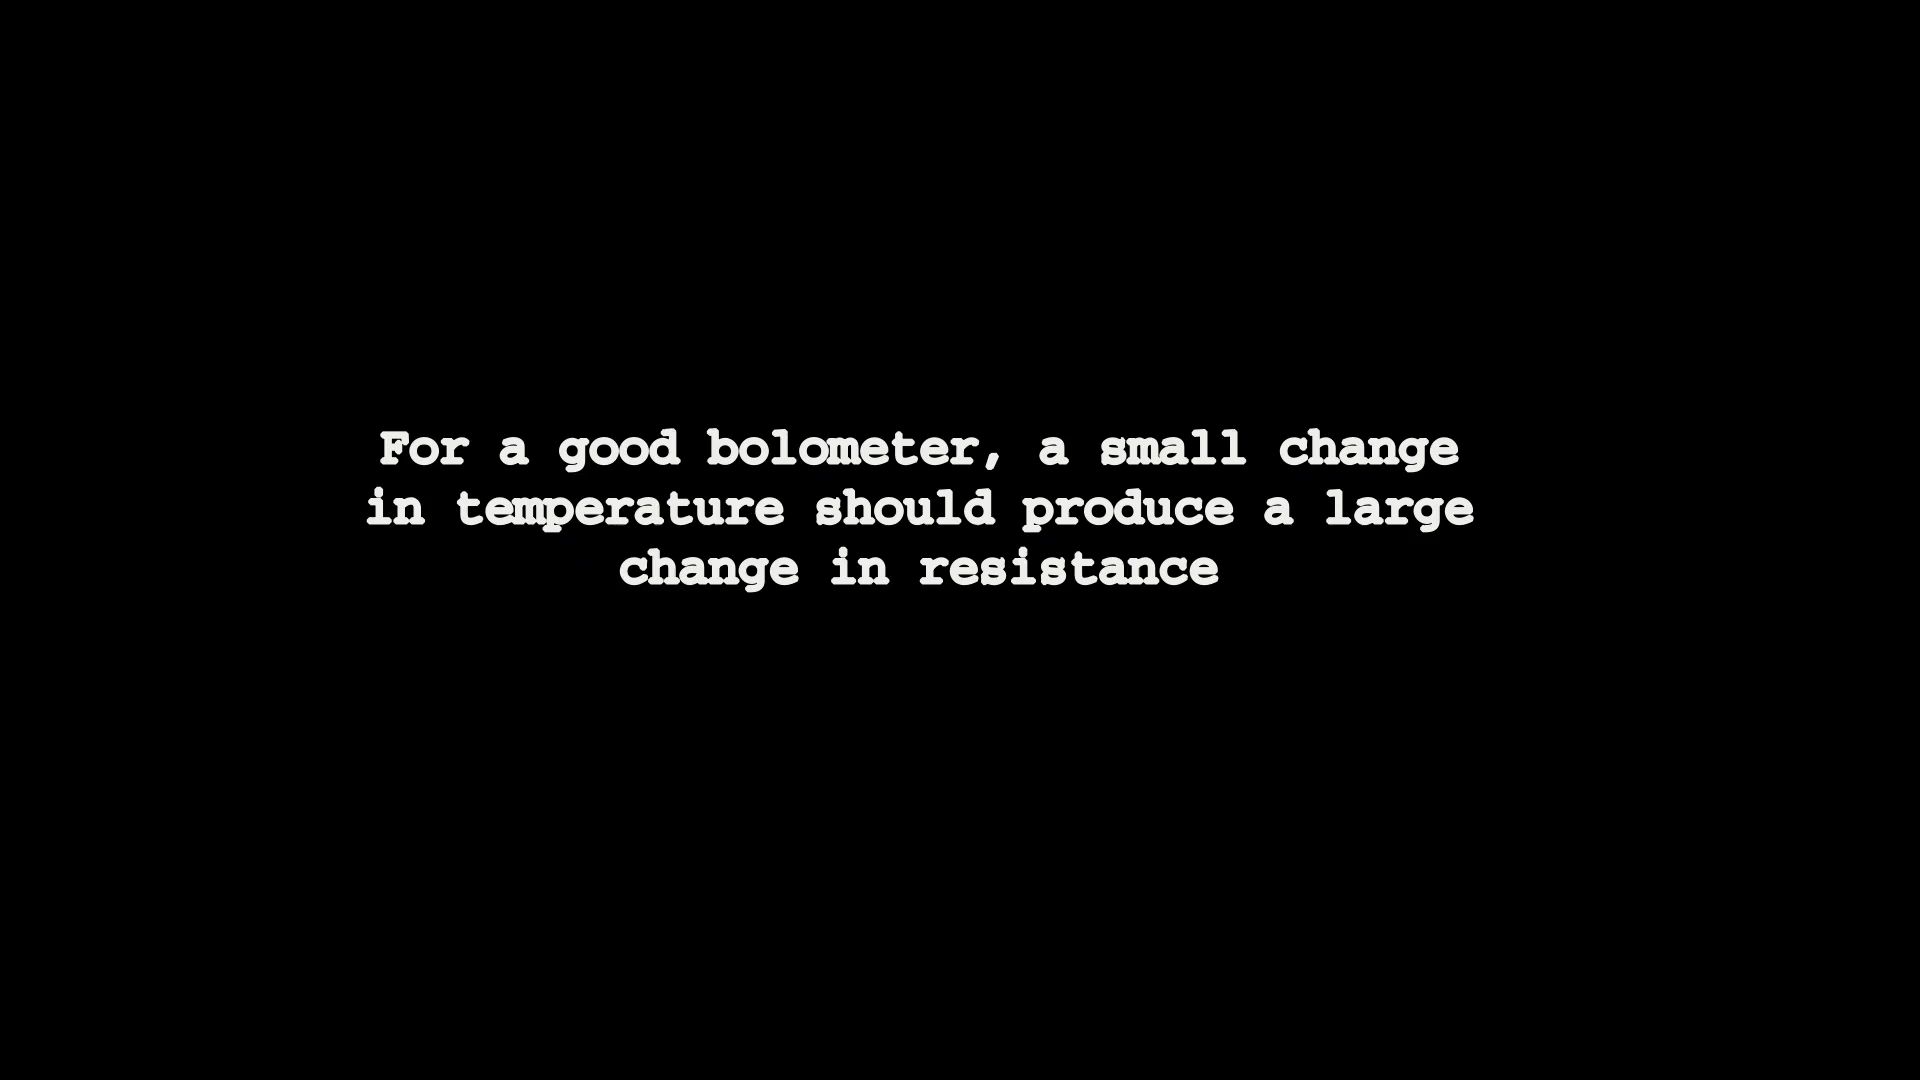 For a good bolometer, a small change
in temperature should produce a large
change in resistance